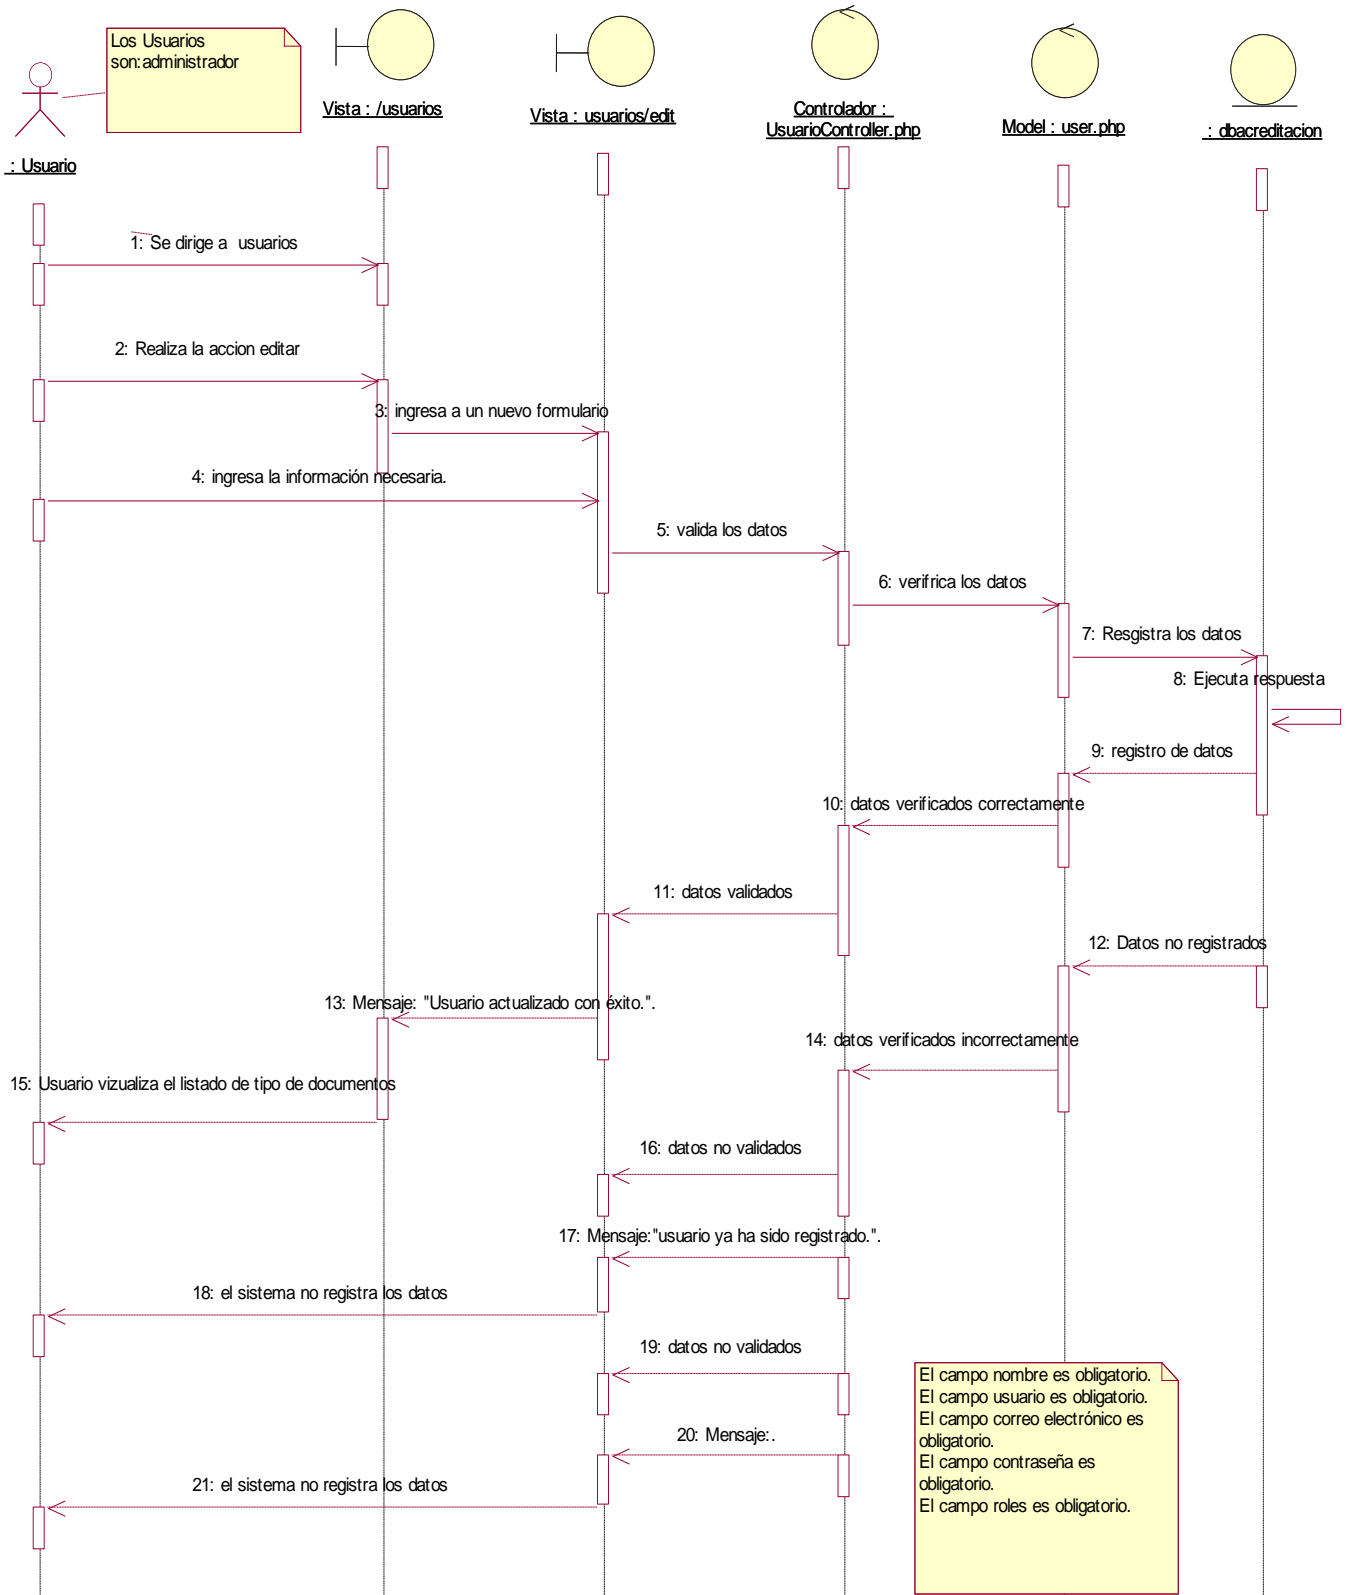 Los Usuarios
son:administrador
: Usuario
Vista : /usuarios
Vista : usuarios/edit
Controlador :
UsuarioController.php
Model : user.php
: dbacreditacion
1: Se dirige a  usuarios
2: Realiza la accion editar
3: ingresa a un nuevo formulario
4: ingresa la información necesaria.
5: valida los datos
6: verifrica los datos
7: Resgistra los datos
8: Ejecuta respuesta
9: registro de datos
10: datos verificados correctamente
11: datos validados
12: Datos no registrados
13: Mensaje: "Usuario actualizado con éxito.".
14: datos verificados incorrectamente
15: Usuario vizualiza el listado de tipo de documentos
16: datos no validados
17: Mensaje:"usuario ya ha sido registrado.".
18: el sistema no registra los datos
19: datos no validados
20: Mensaje:.
21: el sistema no registra los datos
El campo nombre es obligatorio.
El campo usuario es obligatorio.
El campo correo electrónico es
obligatorio.
El campo contraseña es
obligatorio.
El campo roles es obligatorio.